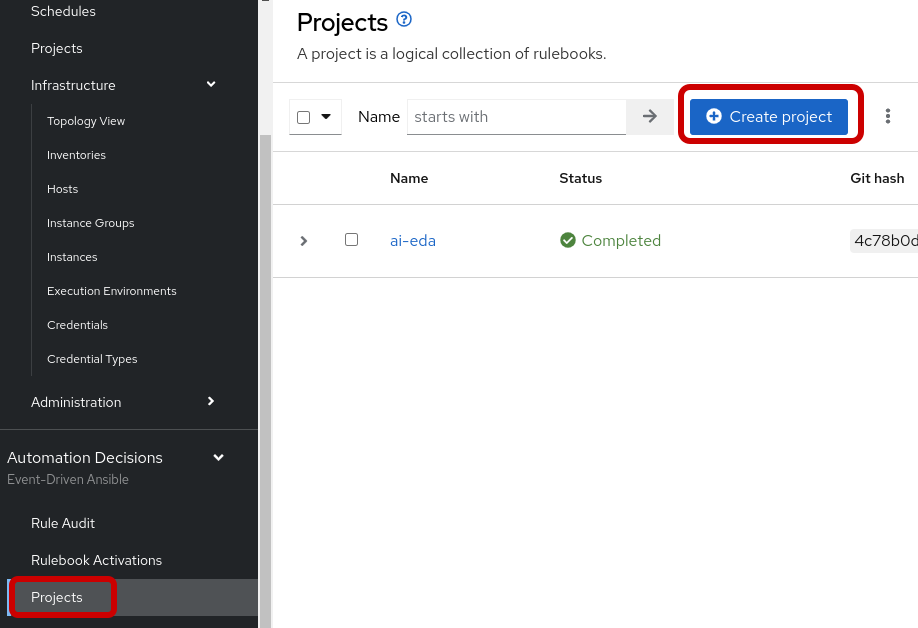 Schedules
Projects
Infrastructure
Topology View
Inventories
Hosts
Instance Groups
Instances
Execution Environments
Credentials
Credential Types
Administration
Automation Decisions
Event-Driven Ansible
Rule Audit
Rulebook Activations
Projects
Projects
A project is a logical collection of rulebooks.
Name starts with Create project
Name Status Git hash
ai-eda Completed 4c78b0d